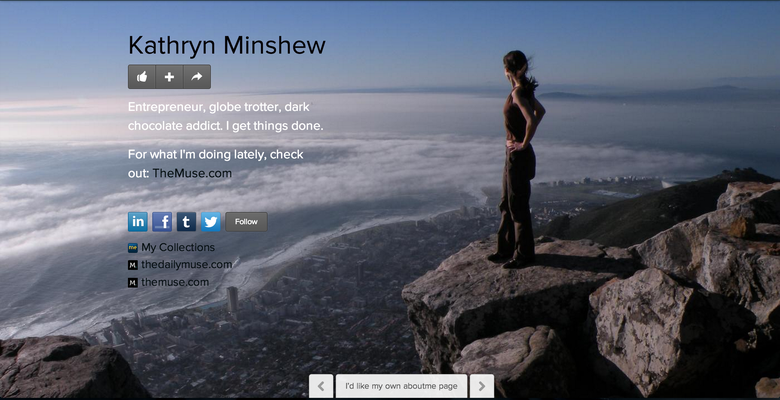 Kathryn Minshew
Entrepreneur, globe trotter, dark
chocolate addict. I get things done.
For what I'm doing lately, check
out: TheMuse.com
in f t Follow
me My Collections
M thedailymuse.com
M themuse.com
I'd like my own aboutme page